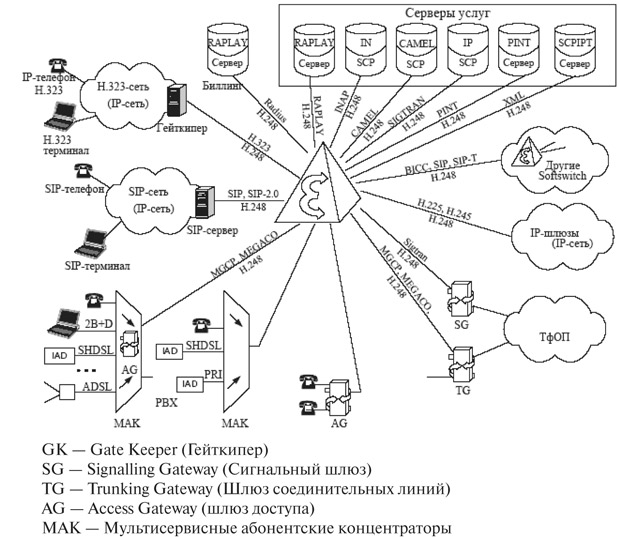 Серверы услуг
RAPLAY
Сервер
Биллинг
RAPLAY
Сервер
IN
SCP
CAMEL
SCP
IP
SCP
PINT
Сервер
SCPIPT
Сервер
IP-телефон
H.323
H.323-сеть
(IP-сеть)
Гейткипер
H.323
терминал
Radius
H.248
RAPLAY
H.248
INAP
H.248
CAMEL
H.248
SIGTRAN
H.248
PINT
H.248
XML
H.248
H.323
H.248
BICC, SIP, SIP-T
H.248
Другие
Softswitch
SIP-телефон
SIP-сеть
(IP-сеть)
SIP-сервер
SIP-терминал
SIP, SIP-2.0
H.248
H.225, H.245
H.248
IP-шлюзы
(IP-сеть)
MGCP, MEGACO
H.248
Sigtran
H.248
MGCP, MEGACO,
H.248
SG
ТфОП
TG
2B+D
IAD
SHDSL
AG
ADSL
МАК
PBX
IAD
SHDSL
IAD
PRI
МАК
AG
GK — Gate Keeper (Гейткипер)
SG — Signalling Gateway (Сигнальный шлюз)
TG — Trunking Gateway (Шлюз соединительных линий)
AG — Access Gateway (шлюз доступа)
МАК — Мультисервисные абонентские концентраторы